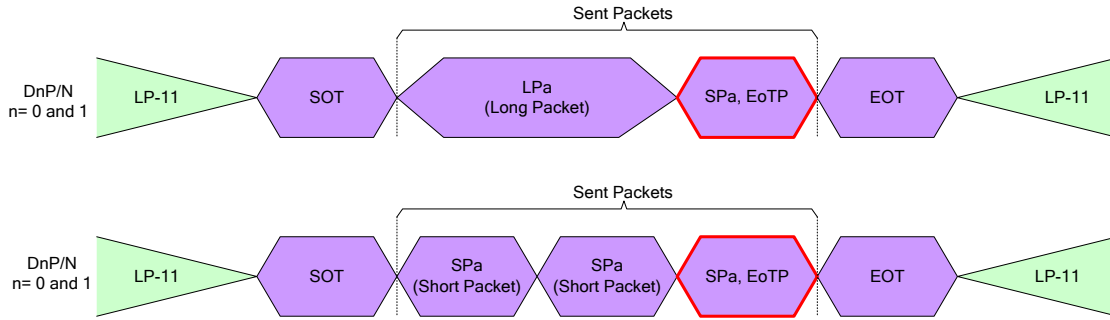 Sent Packets
DnP/N
n= 0 and 1
LP-11
SOT
LPa
(Long Packet)
SPa, EoTP
EOT
LP-11
Sent Packets
DnP/N
n= 0 and 1
LP-11
SOT
SPa
(Short Packet)
SPa
(Short Packet)
SPa, EoTP
EOT
LP-11